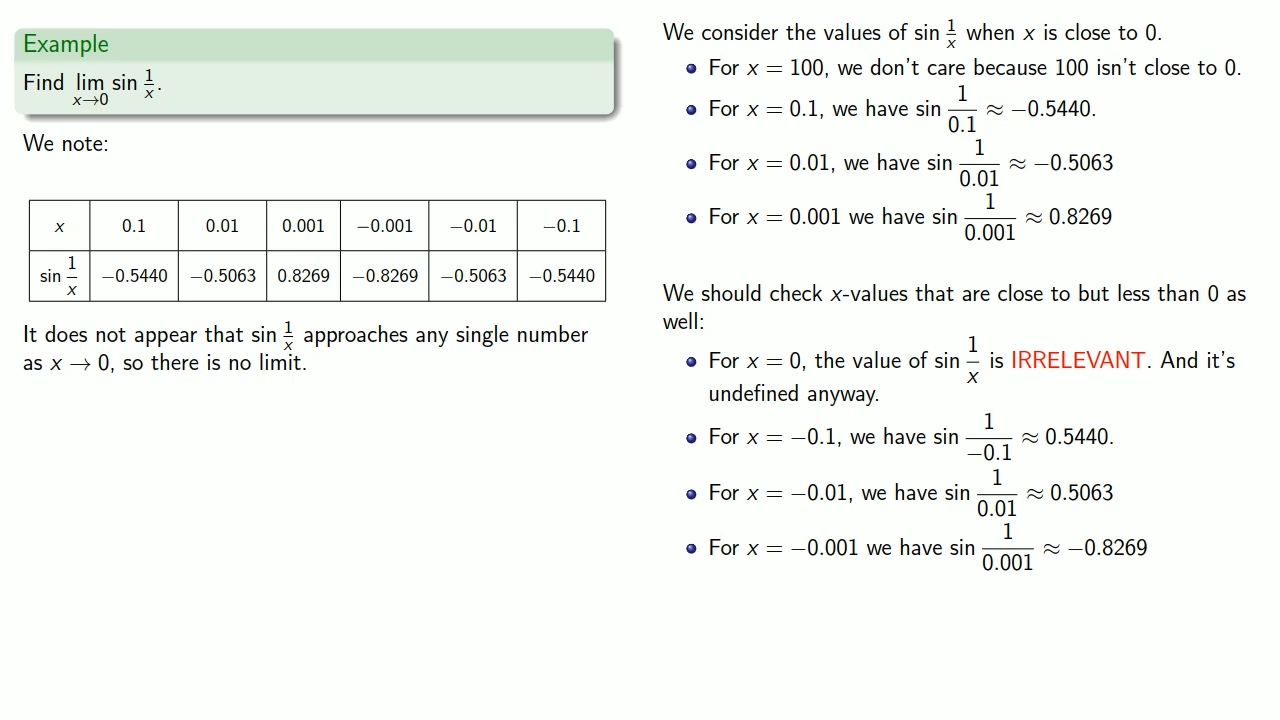 Example
Find lim x→0 sin 1/x.
We note:
x 0.1 0.01 0.001 −0.001 −0.01 −0.1
sin 1/x −0.5440 −0.5063 0.8269 −0.8269 −0.5063 −0.5440
It does not appear that sin 1/x approaches any single number
as x → 0, so there is no limit.
We consider the values of sin 1/x when x is close to 0.
For x = 100, we don't care because 100 isn't close to 0.
For x = 0.1, we have sin 1/0.1 ≈ −0.5440.
For x = 0.01, we have sin 1/0.01 ≈ −0.5063
For x = 0.001 we have sin 1/0.001 ≈ 0.8269
We should check x-values that are close to but less than 0 as
well:
For x = 0, the value of sin 1/x is IRRELEVANT. And it's
undefined anyway.
For x = −0.1, we have sin 1/−0.1 ≈ 0.5440.
For x = −0.01, we have sin 1/0.01 ≈ 0.5063
For x = −0.001 we have sin 1/0.001 ≈ −0.8269